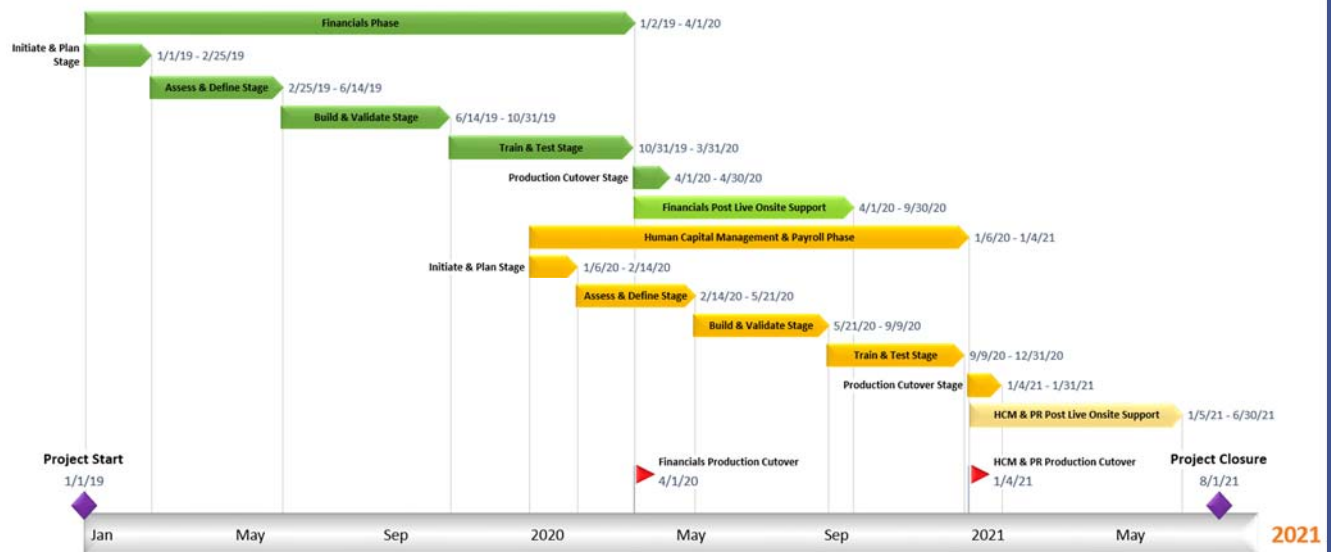 Financials Phase 1/2/19 - 4/1/20
Initiate & Plan
Stage
1/1/19 - 2/25/19
Assess & Define Stage 2/25/19 - 6/14/19
Build & Validate Stage 6/14/19 - 10/31/19
Train & Test Stage 10/31/19 - 3/31/20
Production Cutover Stage 4/1/20 - 4/30/20
Financials Post Live Onsite Support 4/1/20 - 9/30/20
Human Capital Management & Payroll Phase 1/6/20 - 1/4/21
Initiate & Plan Stage 1/6/20 - 2/14/20
Assess & Define Stage 2/14/20 - 5/21/20
Build & Validate Stage 5/21/20 - 9/9/20
Train & Test Stage 9/9/20 - 12/31/20
Production Cutover Stage 1/4/21 - 1/31/21
HCM & PR Post Live Onsite Support 1/5/21 - 6/30/21
Project Start
1/1/19
Financials Production Cutover
4/1/20
HCM & PR Production Cutover
1/4/21
Project Closure
8/1/21
Jan May Sep 2020 May Sep 2021 May 2021